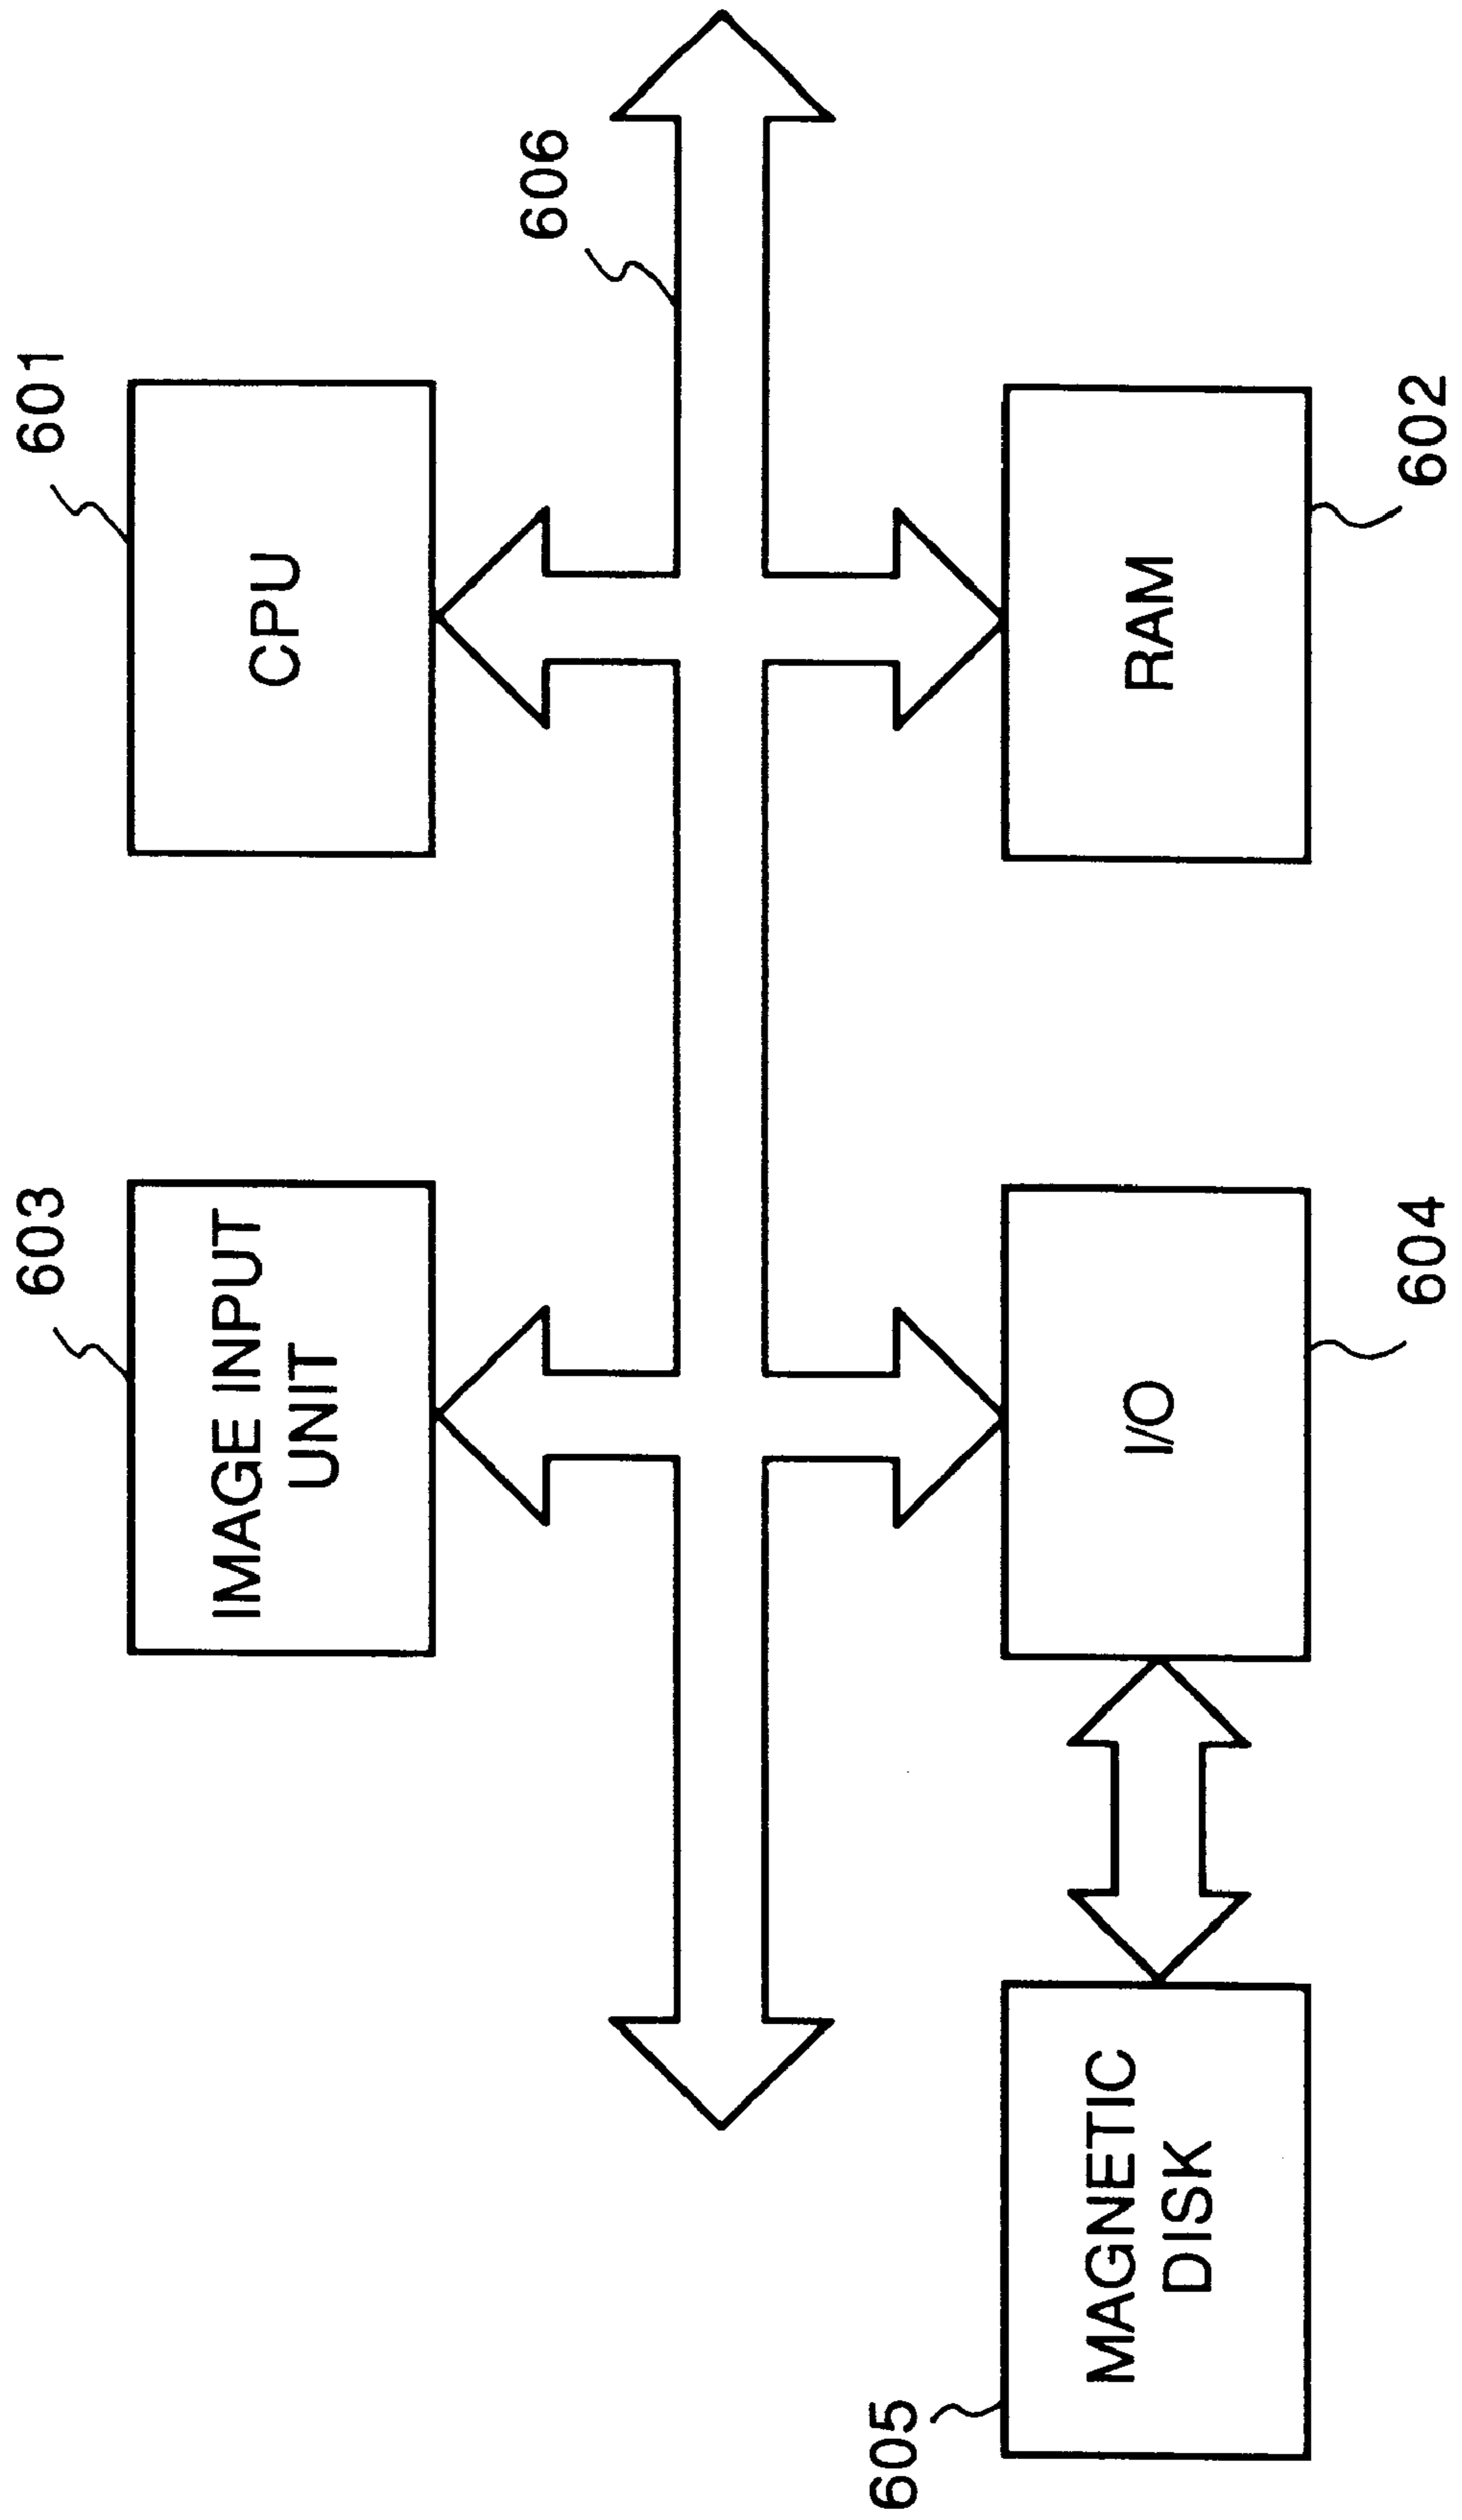 603
IMAGE INPUT
UNIT
601
CPU
606
605
MAGNETIC
DISK
I/O
604
RAM
602